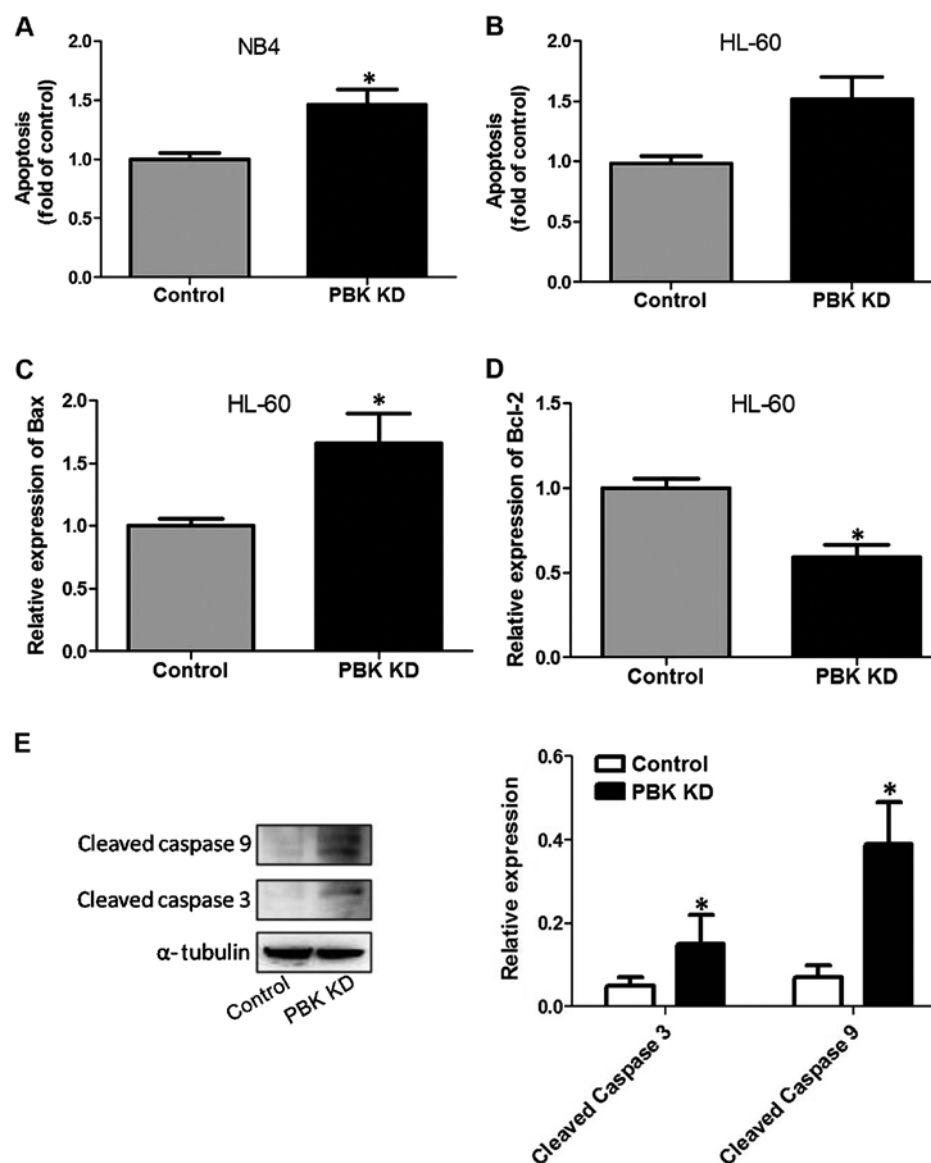 A
NB4
Apoptosis
(fold of control)
2.0
1.5
1.0
0.5
0.0
*
Control
PBK KD
B
HL-60
Apoptosis
(fold of control)
2.0
1.5
1.0
0.5
0.0
Control
PBK KD
C
HL-60
Relative expression of Bax
2.0
1.5
1.0
0.5
0.0
*
Control
PBK KD
D
HL-60
Relative expression of Bcl-2
1.5
1.0
0.5
0.0
*
Control
PBK KD
E
Cleaved caspase 9
Cleaved caspase 3
α- tubulin
Control
PBK KD
Relative expression
0.6
0.4
0.2
0.0
Control
PBK KD
*
*
Cleaved Caspase 3
Cleaved Caspase 9